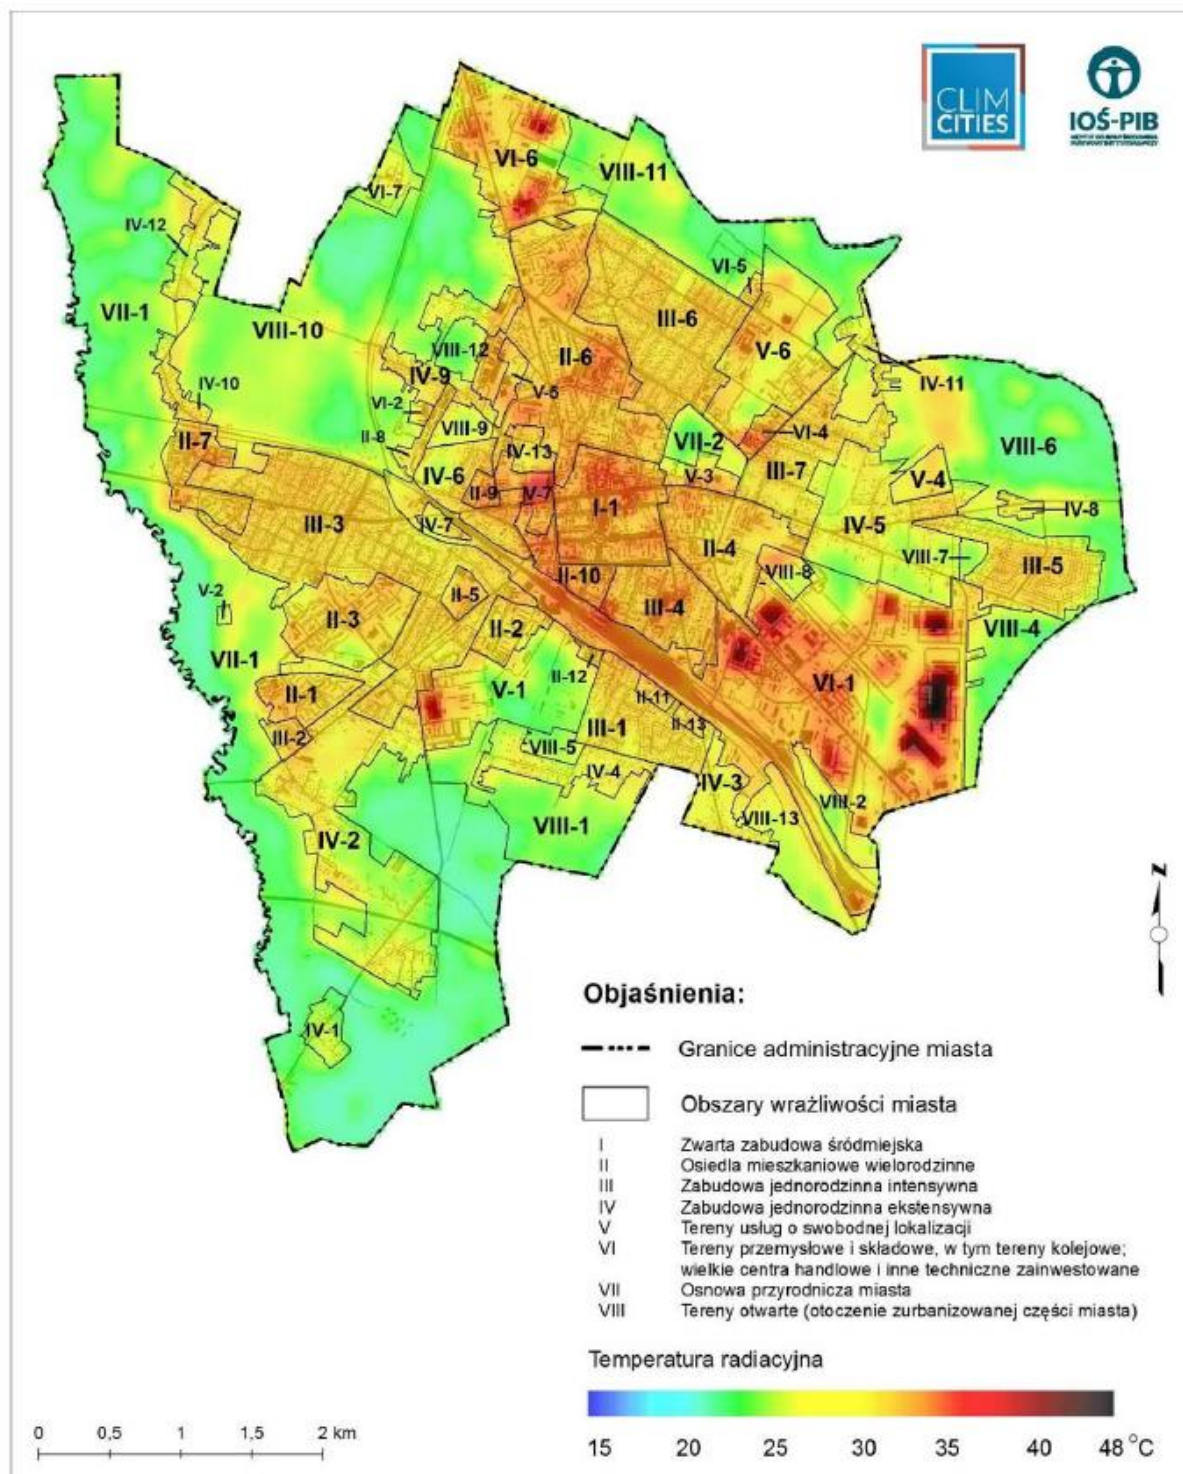 CLIM
CITIES
IOŚ-PIB
VI-6
VIII-11
VI-7
IV-12
VI-5
VII-1
III-6
VIII-10
VIII-12
II-6
V-6
IV-9
V-5
IV-11
IV-10
VI-2
VIII-9
VI-4
II-7
II-8
IV-13
VII-2
VIII-6
IV-6
V-3
III-7
V-4
II-9
IV-7
I-1
III-3
IV-7
IV-5
IV-8
II-4
VIII-7
II-10
VIII-8
III-5
V-2
II-5
III-4
II-3
II-2
VIII-4
VII-1
II-12
VI-1
II-1
V-1
II-11
III-2
III-1
II-13
VIII-5
IV-4
IV-3
VIII-2
VIII-1
VIII-13
IV-2
z
IV-1
Objaśnienia:
Granice administracyjne miasta
Obszary wrażliwości miasta
I Zwarta zabudowa śródmiejska
II Osiedla mieszkaniowe wielorodzinne
III Zabudowa jednorodzinna intensywna
IV Zabudowa jednorodzinna ekstensywna
V Tereny usług o swobodnej lokalizacji
VI Tereny przemysłowe i składowe, w tym tereny kolejowe;
wielkie centra handlowe i inne techniczne zainwestowane
VII Osnowa przyrodnicza miasta
VIII Tereny otwarte (otoczenie zurbanizowanej części miasta)
Temperatura radiacyjna
15 20 25 30 35 40 48 °C
0 0,5 1 1,5 2 km